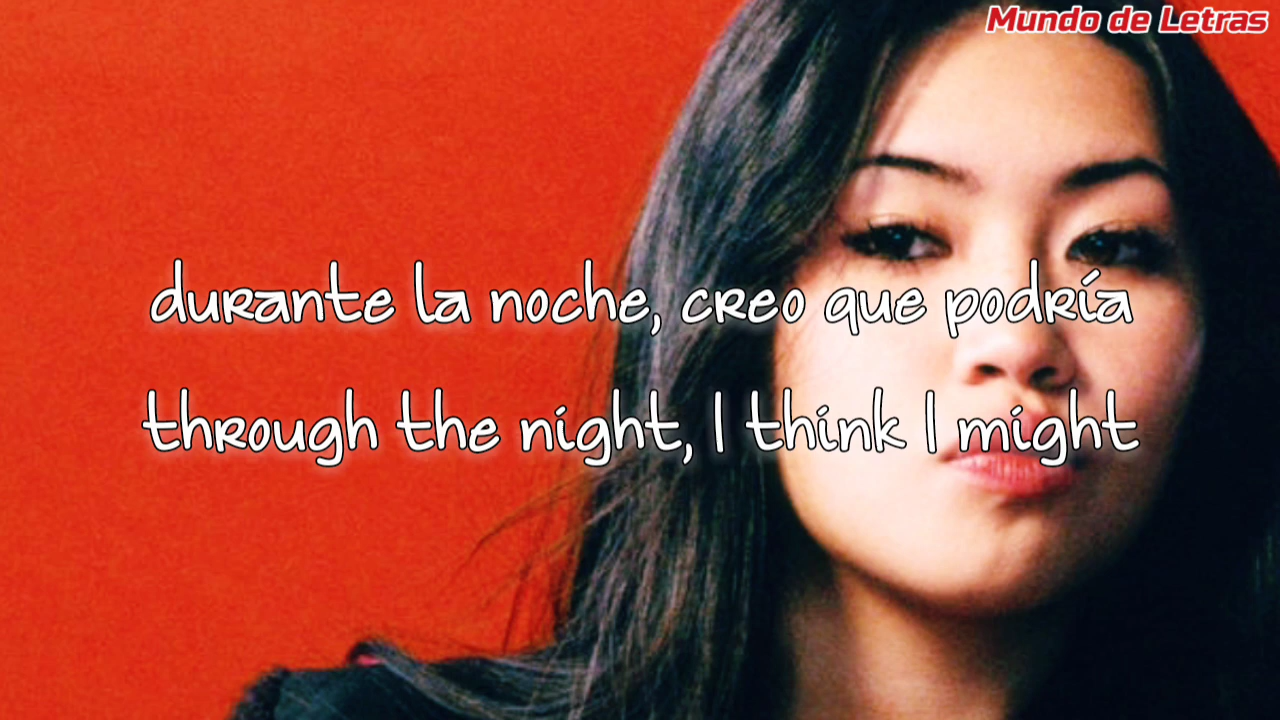 Mundo de Letras
durante la noche, creo que podría
through the night, I think I might